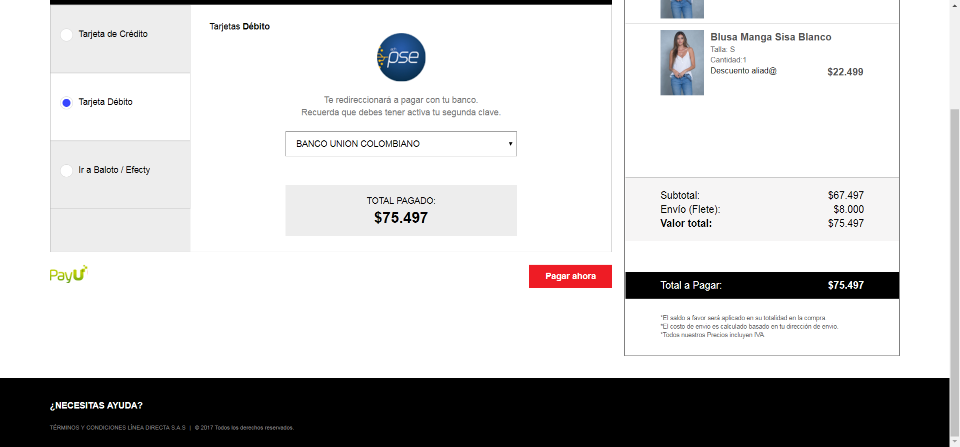 Tarjeta de Crédito
Tarjeta Débito
Ir a Baloto / Efecty
Tarjetas Débito
pse
Te redireccionará a pagar con tu banco.
Recuerda que debes tener activa tu segunda clave.
BANCO UNION COLOMBIANO
TOTAL PAGADO:
$75.497
PayU
Pagar ahora
Blusa Manga Sisa Blanco
Talla: S
Cantidad:1
Descuento aliad@
$22.499
Subtotal: $67.497
Envío (Flete): $8.000
Valor total: $75.497
Total a Pagar: $75.497
*El saldo a favor será aplicado en su totalidad en la compra
*El costo de envio es calculado basado en tu dirección de envio.
*Todos nuestros Precios incluyen IVA
¿NECESITAS AYUDA?
TÉRMINOS Y CONDICIONES LÍNEA DIRECTA S.A.S | © 2017 Todos los derechos reservados.